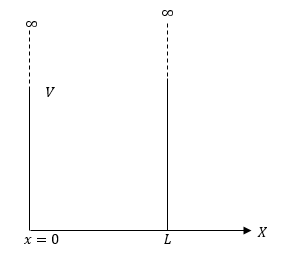 ∞ ∞
V
X
x = 0 L